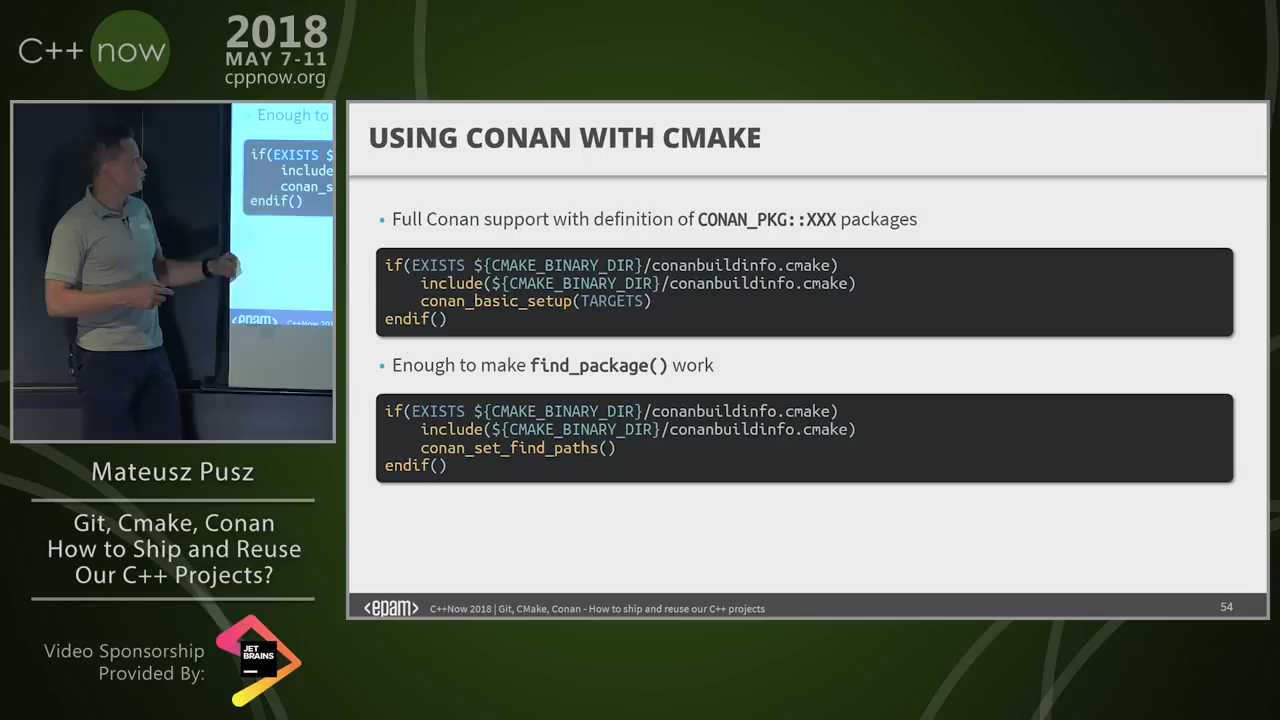 C++ now
2018
MAY 7-11
cppnow.org
Enough to
if(EXISTS $
include
conan_s
endif()
<epam> C++Now 201
Mateusz Pusz
Git, Cmake, Conan
How to Ship and Reuse
Our C++ Projects?
Video Sponsorship
Provided By:
JET
BRAINS
USING CONAN WITH CMAKE
• Full Conan support with definition of CONAN_PKG::XXX packages
if(EXISTS ${CMAKE_BINARY_DIR}/conanbuildinfo.cmake)
    include(${CMAKE_BINARY_DIR}/conanbuildinfo.cmake)
    conan_basic_setup(TARGETS)
endif()
• Enough to make find_package() work
if(EXISTS ${CMAKE_BINARY_DIR}/conanbuildinfo.cmake)
    include(${CMAKE_BINARY_DIR}/conanbuildinfo.cmake)
    conan_set_find_paths()
endif()
<epam> C++Now 2018 | Git, CMake, Conan - How to ship and reuse our C++ projects 54